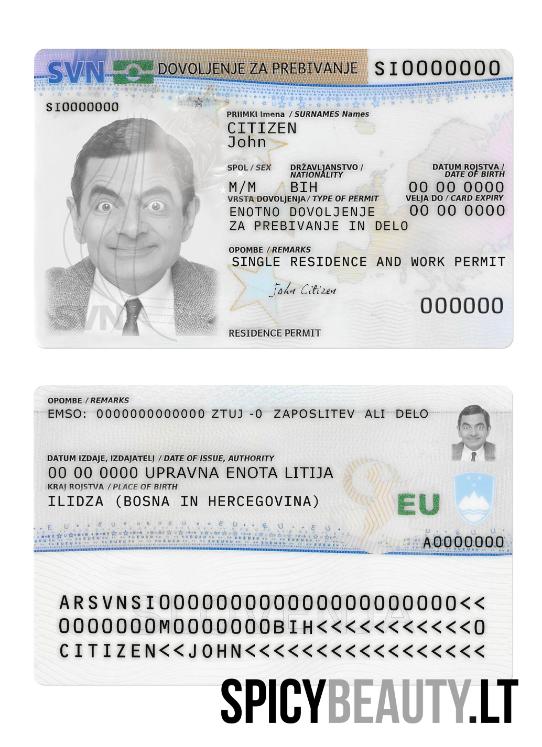 SVN DOVOLJENJE ZA PREBIVANJE SI0000000
SI0000000
PRIIMKI Imena / SURNAMES Names
CITIZEN
John
SPOL / SEX DRŽAVLJANSTVO / NATIONALITY DATUM ROJSTVA / DATE OF BIRTH
M/M BIH 00 00 0000
VRSTA DOVOLJENJA / TYPE OF PERMIT VELJA DO / CARD EXPIRY
ENOTNO DOVOLJENJE 00 00 0000
ZA PREBIVANJE IN DELO
OPOMBE / REMARKS
SINGLE RESIDENCE AND WORK PERMIT
John Citizen
000000
SVN
RESIDENCE PERMIT
OPOMBE / REMARKS
EMSO: 0000000000000 ZTUJ -0 ZAPOSLITEV ALI DELO
DATUM IZDAJE, IZDAJATELJ / DATE OF ISSUE, AUTHORITY
00 00 0000 UPRAVNA ENOTA LITIJA
KRAJ ROJSTVA / PLACE OF BIRTH
ILIDZA (BOSNA IN HERCEGOVINA)
EU
A0000000
ARSVNSI0000000000000000000000<<
0000000M0000000BIH<<<<<<<<<<<0
CITIZEN<<JOHN<<<<<<<<<<<<<<<<<
SPICYBEAUTY.LT